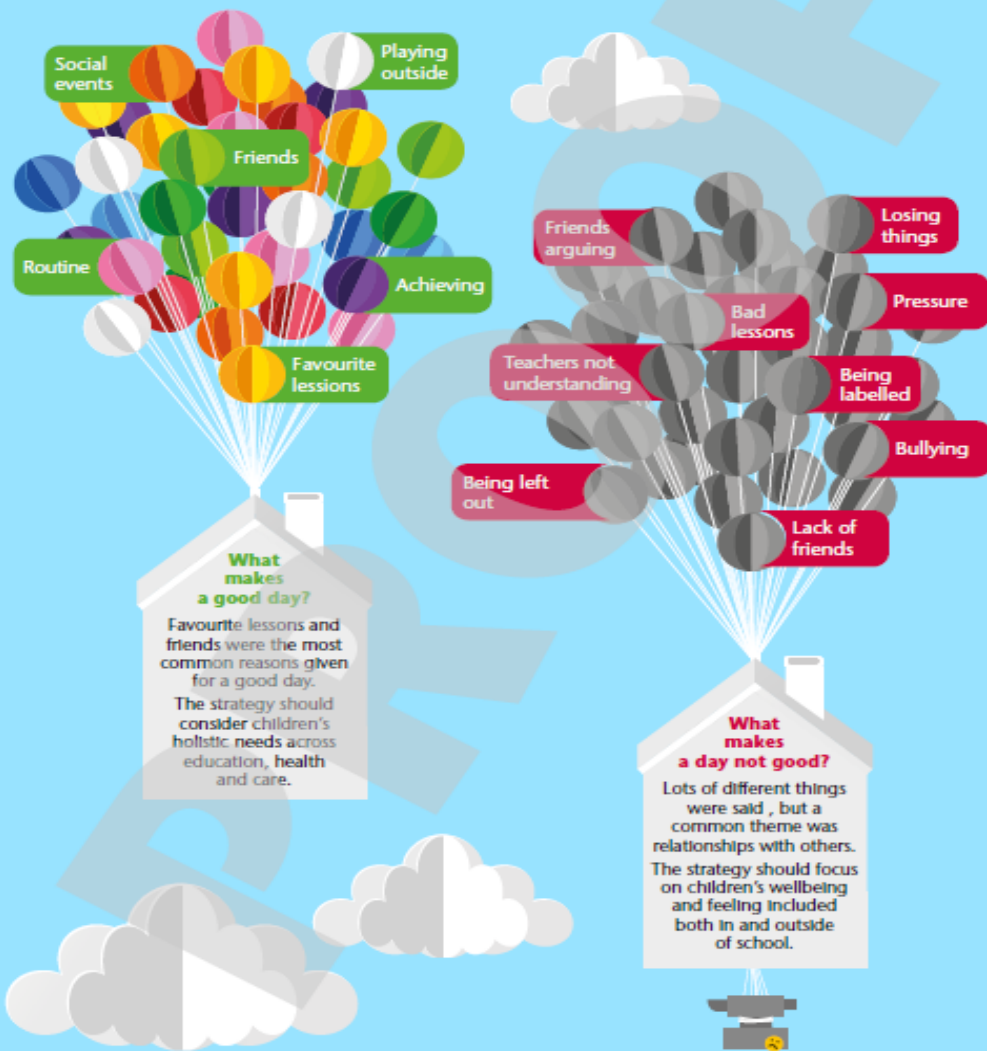 Social
events
Playing
outside
Friends
Routine
Achieving
Favourite
lessions
What
makes
a good day?
Favourite lessons and
friends were the most
common reasons given
for a good day.
The strategy should
consider children's
holistic needs across
education, health
and care.
Friends
arguing
Losing
things
Pressure
Bad
lessons
Teachers not
understanding
Being
labelled
Bullying
Being left
out
Lack of
friends
What
makes
a day not good?
Lots of different things
were said , but a
common theme was
relationships with others.
The strategy should focus
on children's wellbeing
and feeling included
both in and outside
of school.